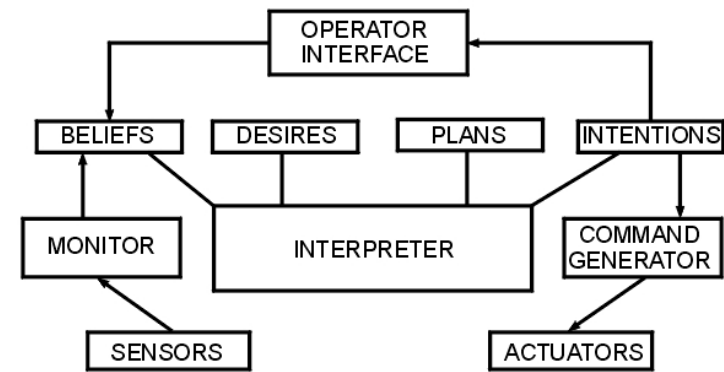 OPERATOR
INTERFACE
BELIEFS
DESIRES
PLANS
INTENTIONS
MONITOR
INTERPRETER
COMMAND
GENERATOR
SENSORS
ACTUATORS